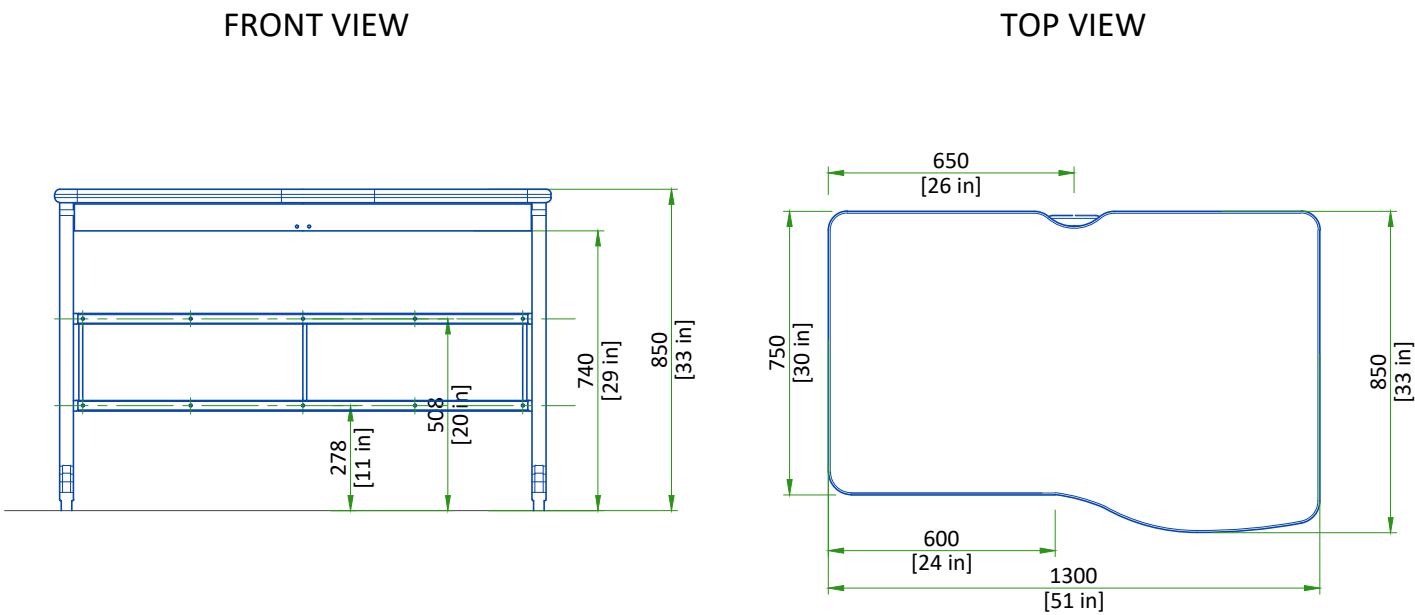 FRONT VIEW
TOP VIEW
278
[11 in]
508
[20 in]
740
[29 in]
850
[33 in]
650
[26 in]
750
[30 in]
850
[33 in]
600
[24 in]
1300
[51 in]